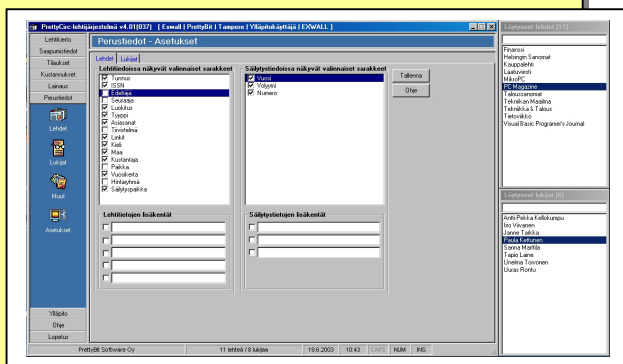 PrettyCirc-lehtijärjestelmä v4.01(037) [ Eswall | PrettyBit | Tampere | Ylläpitokäyttäjä | EXWALL ]
Lehtikierto
Saapumistiedot
Tilaukset
Kustannukset
Lainaus
Perustiedot
Lehdet
Lukijat
Muut
Asetukset
Ylläpito
Ohje
Lopetus
Perustiedot - Asetukset
Lehdet
Lukijat
Lehtitiedoissa näkyvät valinnaiset sarakkeet
Tunnus
ISSN
Edeltäjä
Seuraaja
Luokitus
Tyyppi
Asiasanat
Tiivistelmä
Linkit
Kieli
Maa
Kustantaja
Paikka
Vuosikerta
Hintaryhmä
Säilytyspaikka
Säilytystiedoissa näkyvät valinnaiset sarakkeet
Vuosi
Volyymi
Numero
Tallenna
Ohje
Lehtitietojen lisäkentät
Säilytystietojen lisäkentät
PrettyBit Software Oy
11 lehteä / 8 lukijaa
19.6.2003
10:43
CAPS
NUM
INS
Löytyneet lehdet [11]
Finanssi
Helsingin Sanomat
Kauppalehti
Laatuviesti
MikroPC
PC Magazine
Taloussanomat
Tekniikan Maailma
Tekniikka & Talous
Tietoviikko
Visual Basic Programer's Journal
Löytyneet lukijat [8]
Antti-Pekka Kellokumpu
Iiro Viivanen
Janne Tarkka
Paula Kettunen
Sanna Marttila
Tapio Laine
Unelma Toivonen
Uuras Rontu